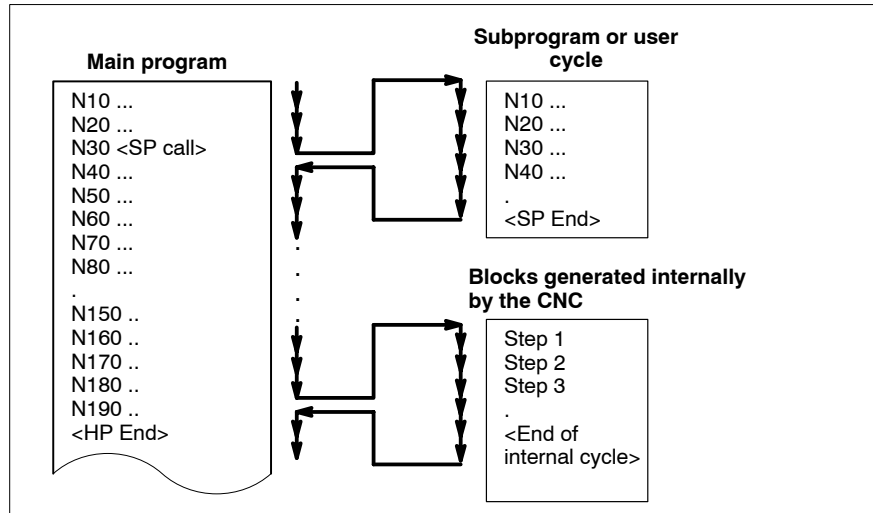 Main program
N10 ...
N20 ...
N30 <SP call>
N40 ...
N50 ...
N60 ...
N70 ...
N80 ...
.
N150 ..
N160 ..
N170 ..
N180 ..
N190 ..
<HP End>
Subprogram or user
cycle
N10 ...
N20 ...
N30 ...
N40 ...
.
<SP End>
Blocks generated internally
by the CNC
Step 1
Step 2
Step 3
.
<End of
internal cycle>